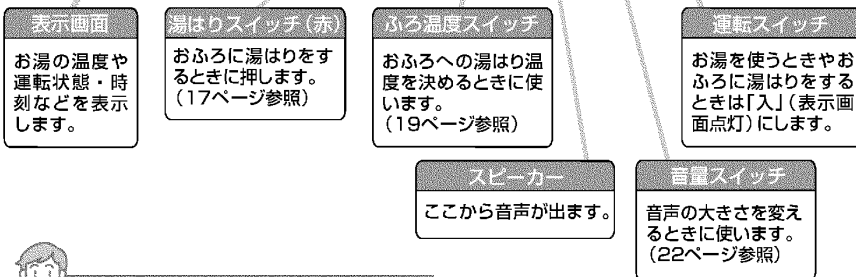 表示画面
お湯の温度や
運転状態・時
刻などを表示
します。
湯はりスイッチ(赤)
おふろに湯はりをす
るときに押します。
(17ページ参照)
ふろ温度スイッチ
おふろへの湯はり温
度を決めるときに使
います。
(19ページ参照)
運転スイッチ
お湯を使うときやお
ふろに湯はりをする
ときは「入」(表示画
面点灯)にします。
スピーカー
ここから音声が出ます。
音量スイッチ
音声の大きさを変え
るときに使います。
(22ページ参照)